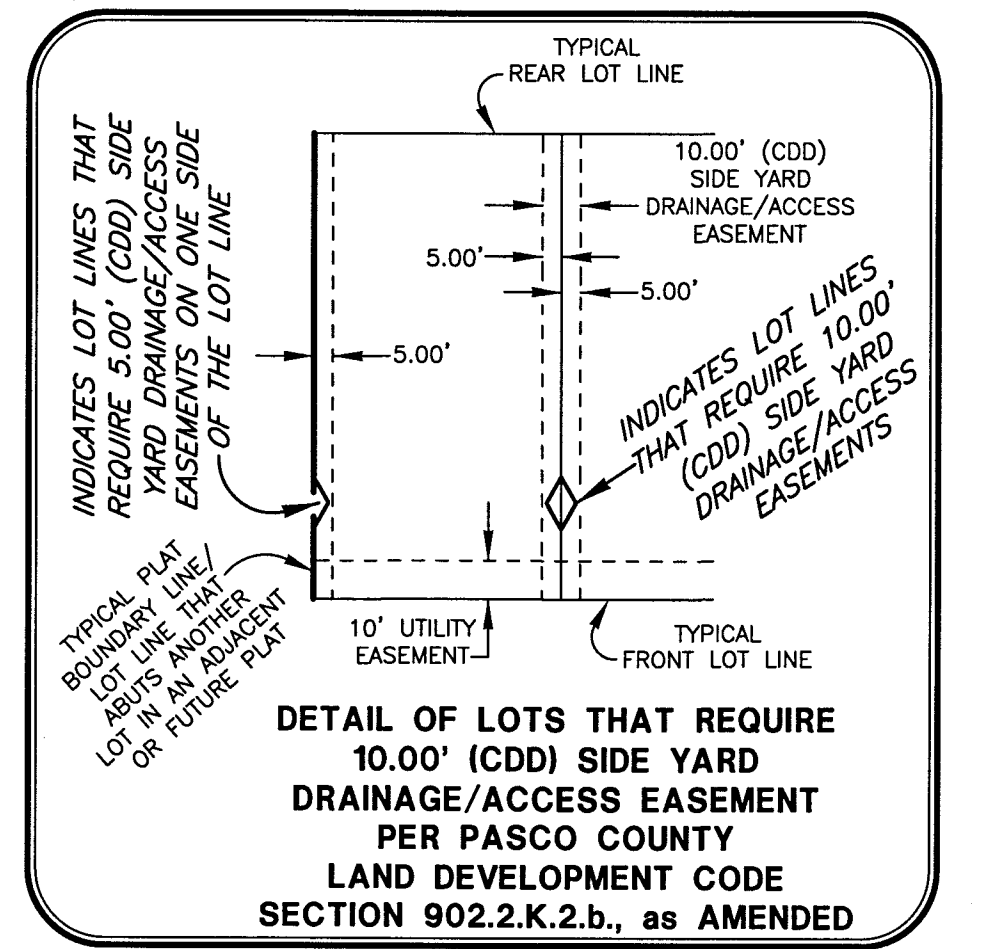 TYPICAL
REAR LOT LINE
INDICATES LOT LINES THAT
REQUIRE 5.00' (CDD) SIDE
YARD DRAINAGE/ACCESS
EASEMENTS ON ONE SIDE
OF THE LOT LINE
10.00' (CDD)
SIDE YARD
DRAINAGE/ACCESS
EASEMENT
5.00'
5.00'
5.00'
INDICATES LOT LINES
THAT REQUIRE 10.00'
(CDD) SIDE YARD
DRAINAGE/ACCESS
EASEMENTS
TYPICAL PLAT
BOUNDARY LINE/
LOT LINE THAT
ABUTS ANOTHER
LOT IN AN ADJACENT
OR FUTURE PLAT
10' UTILITY
EASEMENT
TYPICAL
FRONT LOT LINE
DETAIL OF LOTS THAT REQUIRE
10.00' (CDD) SIDE YARD
DRAINAGE/ACCESS EASEMENT
PER PASCO COUNTY
LAND DEVELOPMENT CODE
SECTION 902.2.K.2.b., as AMENDED